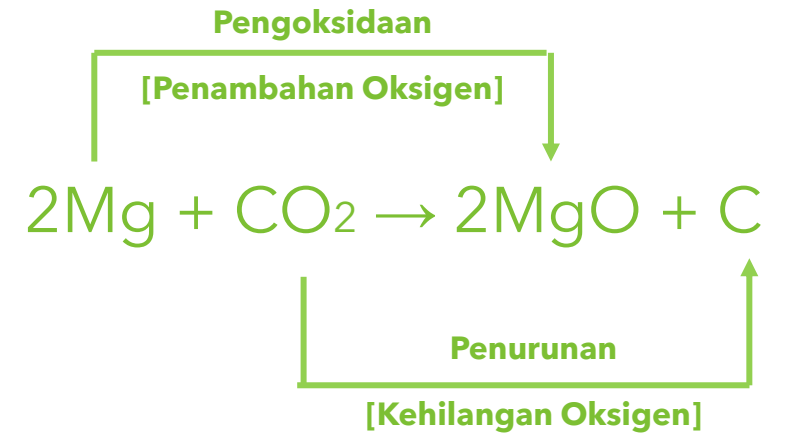 Pengoksidaan
[Penambahan Oksigen]
2Mg + CO₂ → 2MgO + C
Penurunan
[Kehilangan Oksigen]